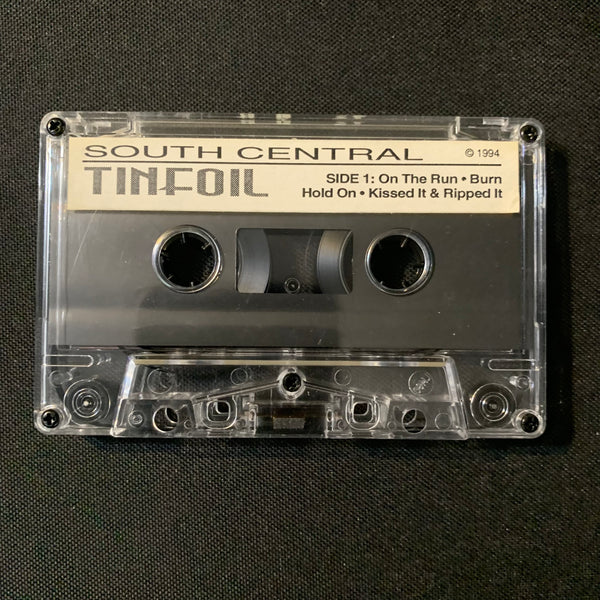 SOUTH CENTRAL © 1994
TINFOIL
SIDE 1: On The Run • Burn
Hold On • Kissed It & Ripped It